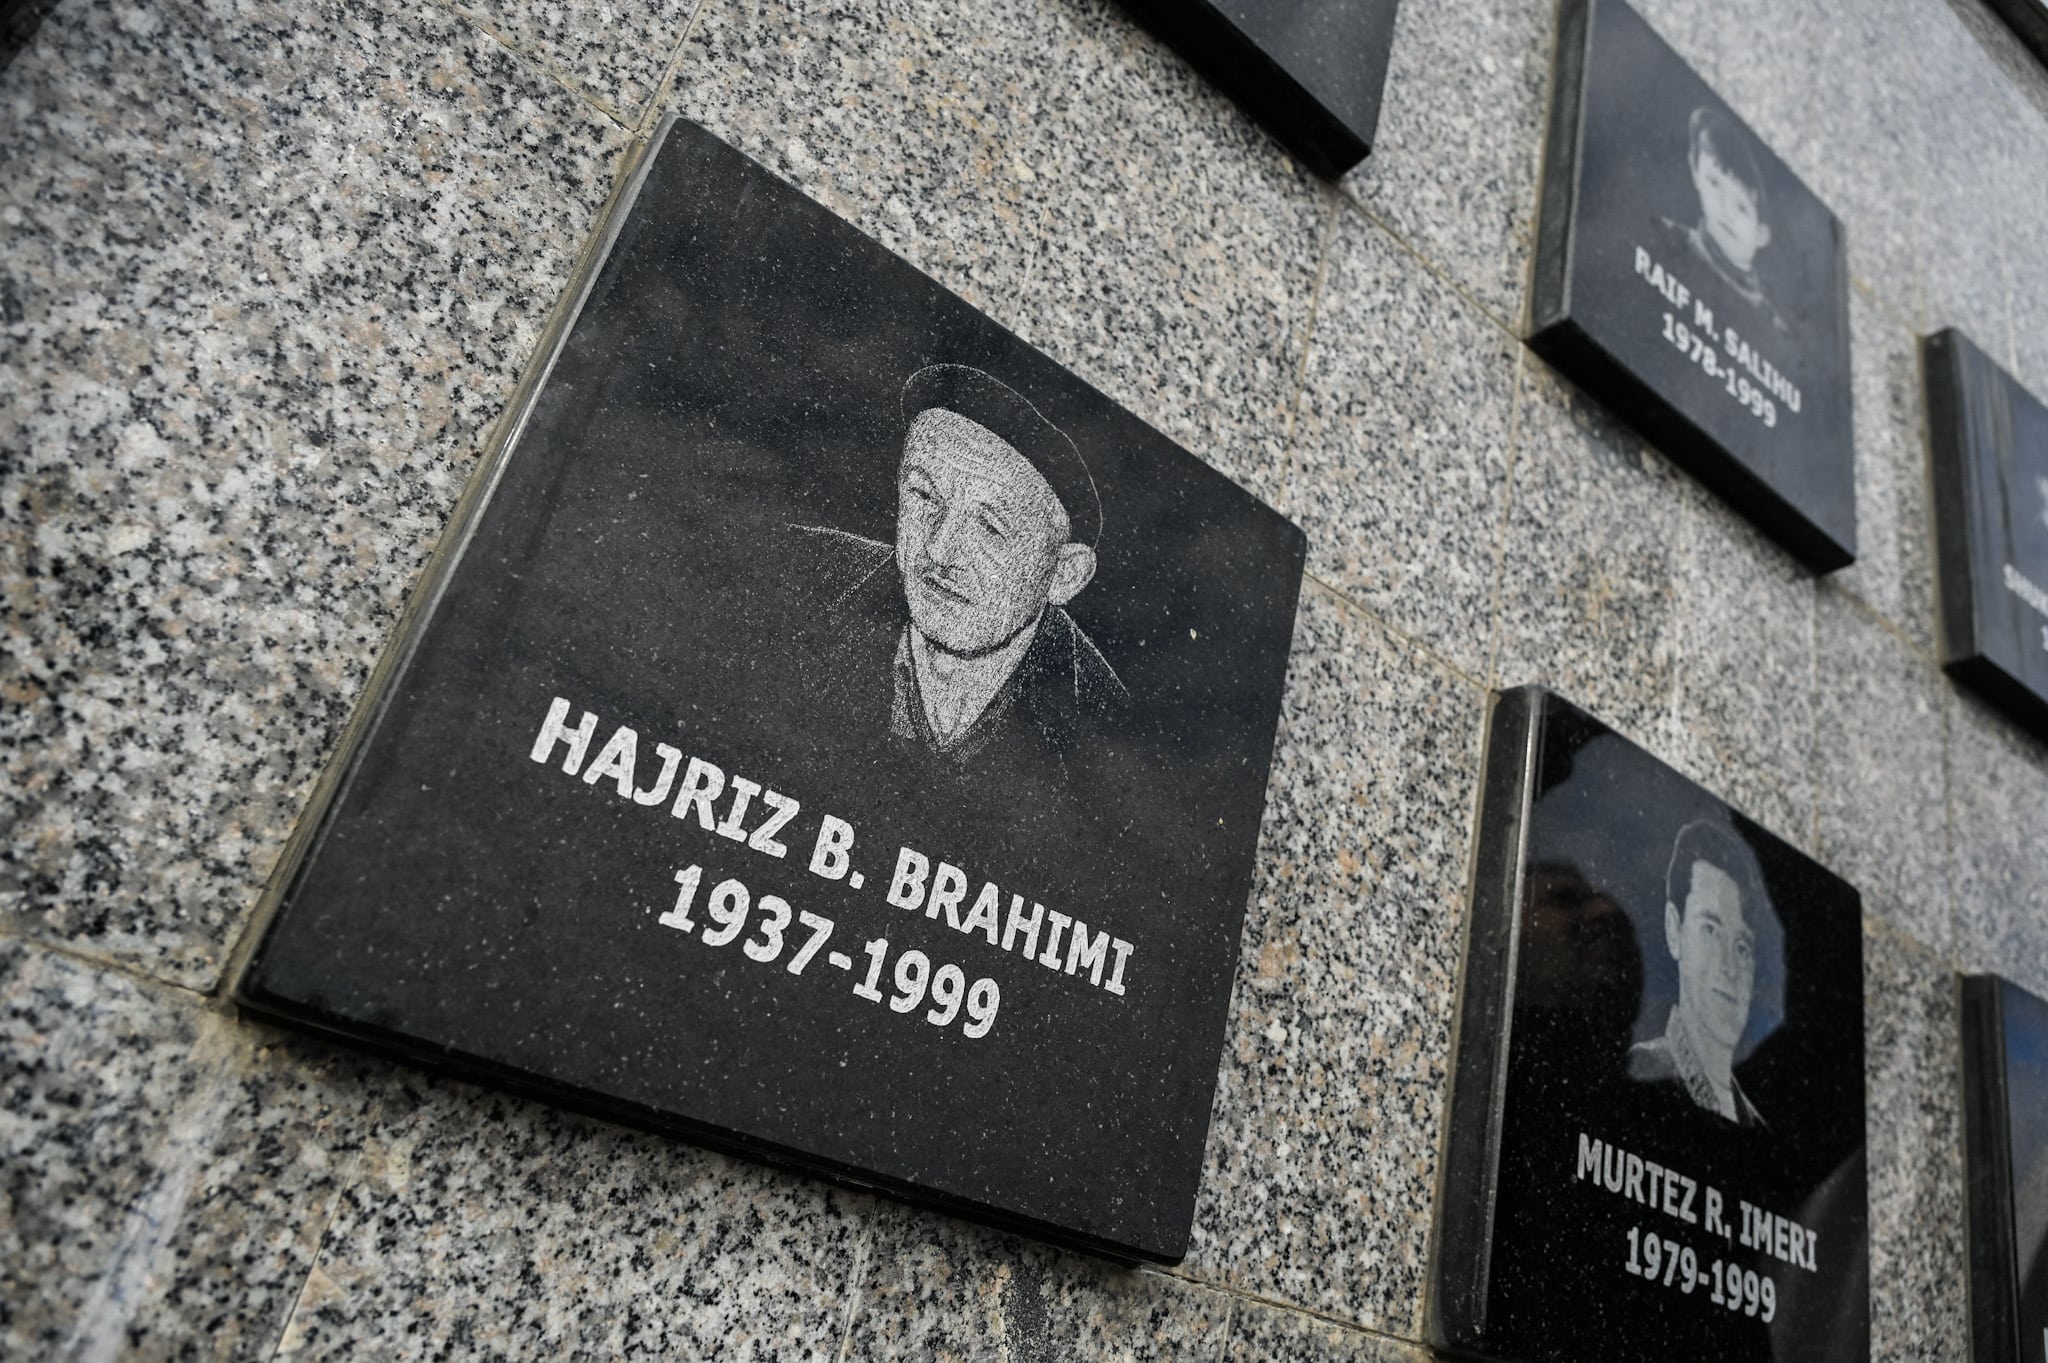 HAJRIZ B. BRAHIMI
1937-1999
RAIF M. SALIHU
1978-1999
MURTEZ R. IMERI
1979-1999